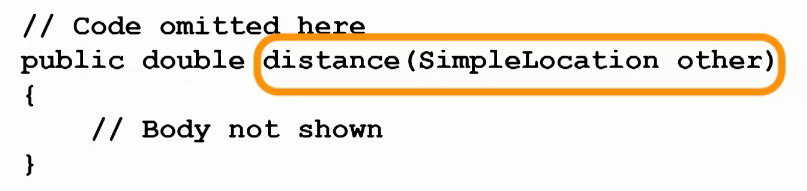 // Code omitted here
public double distance(SimpleLocation other)
{
// Body not shown
}